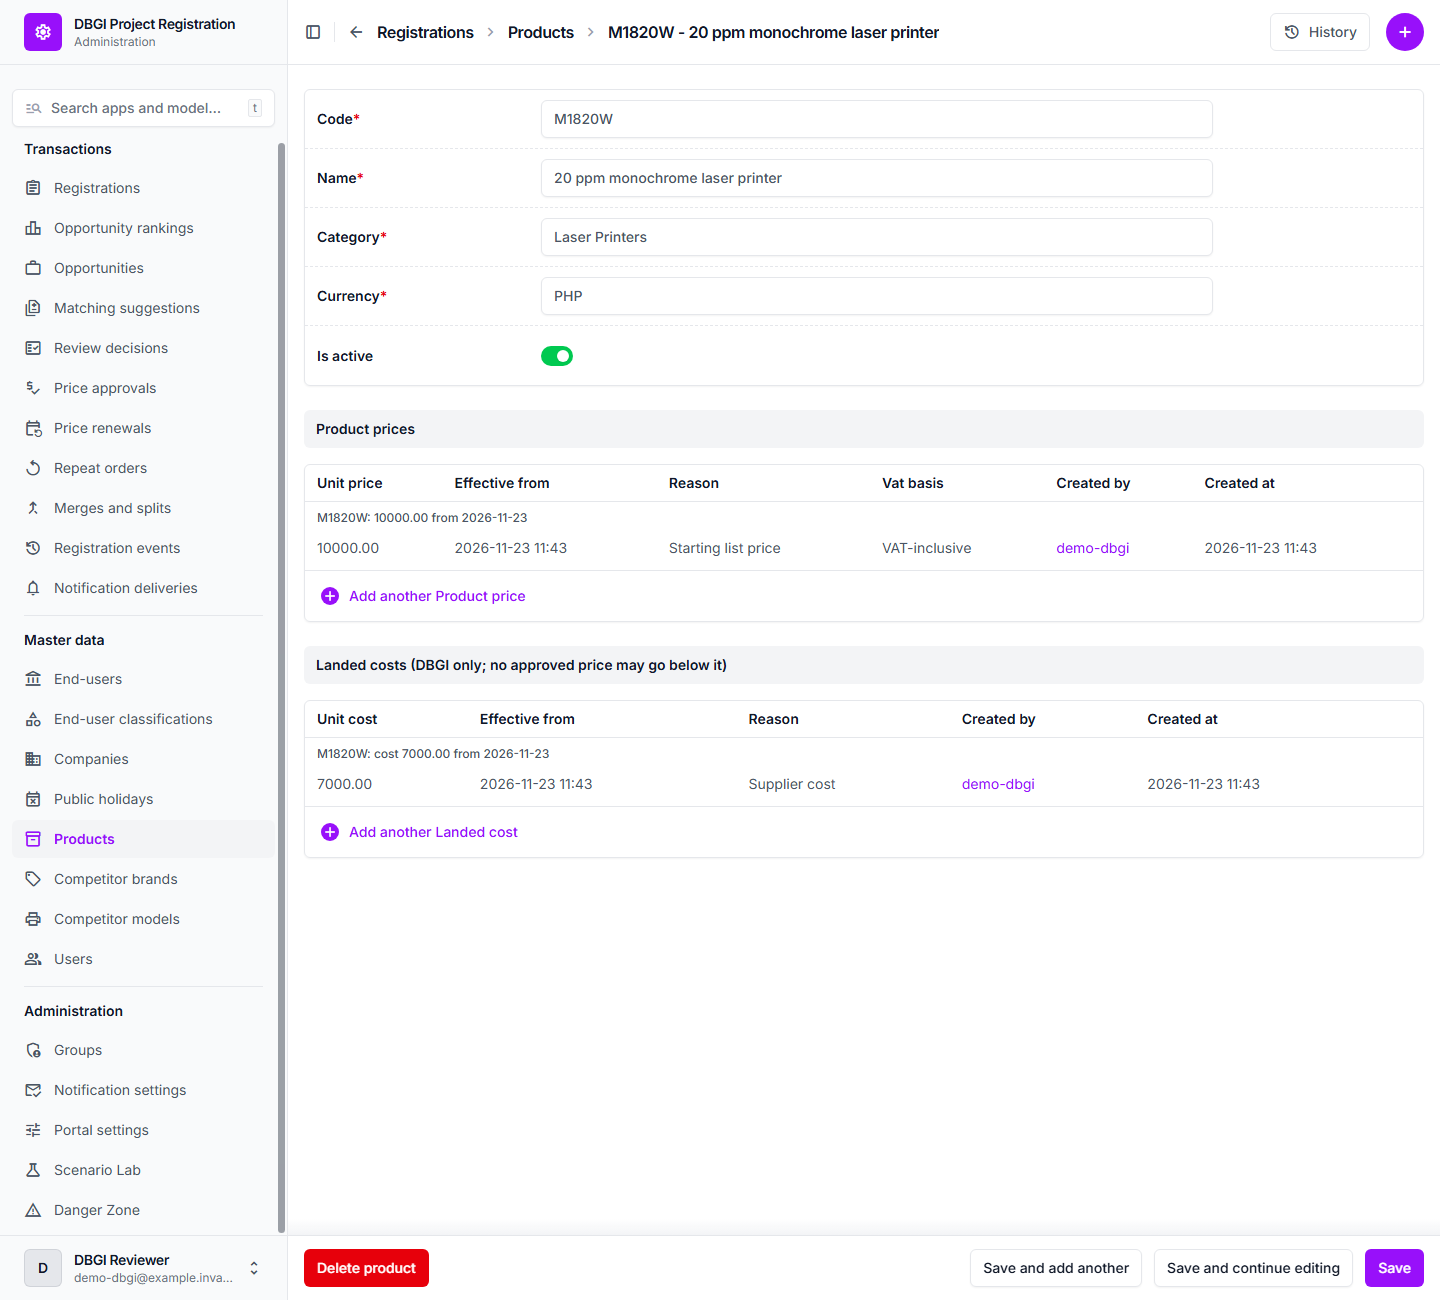 DBGI Project Registration
Administration
Search apps and model...
t
Transactions
Registrations
Opportunity rankings
Opportunities
Matching suggestions
Review decisions
Price approvals
Price renewals
Repeat orders
Merges and splits
Registration events
Notification deliveries
Master data
End-users
End-user classifications
Companies
Public holidays
Products
Competitor brands
Competitor models
Users
Administration
Groups
Notification settings
Portal settings
Scenario Lab
Danger Zone
D
DBGI Reviewer
demo-dbgi@example.inva...
Registrations > Products > M1820W - 20 ppm monochrome laser printer
History
Code* M1820W
Name* 20 ppm monochrome laser printer
Category* Laser Printers
Currency* PHP
Is active
Product prices
Unit price Effective from Reason Vat basis Created by Created at
M1820W: 10000.00 from 2026-11-23
10000.00 2026-11-23 11:43 Starting list price VAT-inclusive demo-dbgi 2026-11-23 11:43
Add another Product price
Landed costs (DBGI only; no approved price may go below it)
Unit cost Effective from Reason Created by Created at
M1820W: cost 7000.00 from 2026-11-23
7000.00 2026-11-23 11:43 Supplier cost demo-dbgi 2026-11-23 11:43
Add another Landed cost
Delete product
Save and add another
Save and continue editing
Save